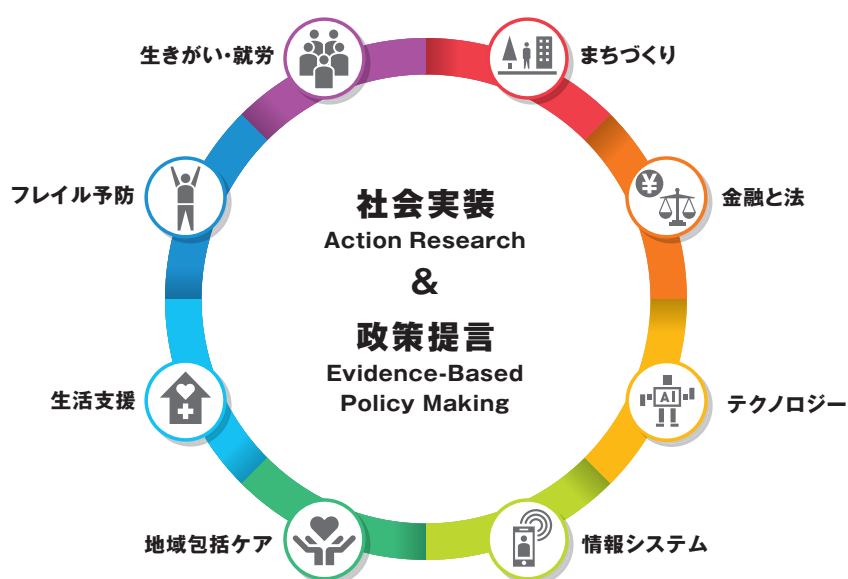 生きがい・就労
まちづくり
フレイル予防
金融と法
¥
社会実装
Action Research
&
政策提言
Evidence-Based
Policy Making
生活支援
テクノロジー
AI
地域包括ケア
情報システム